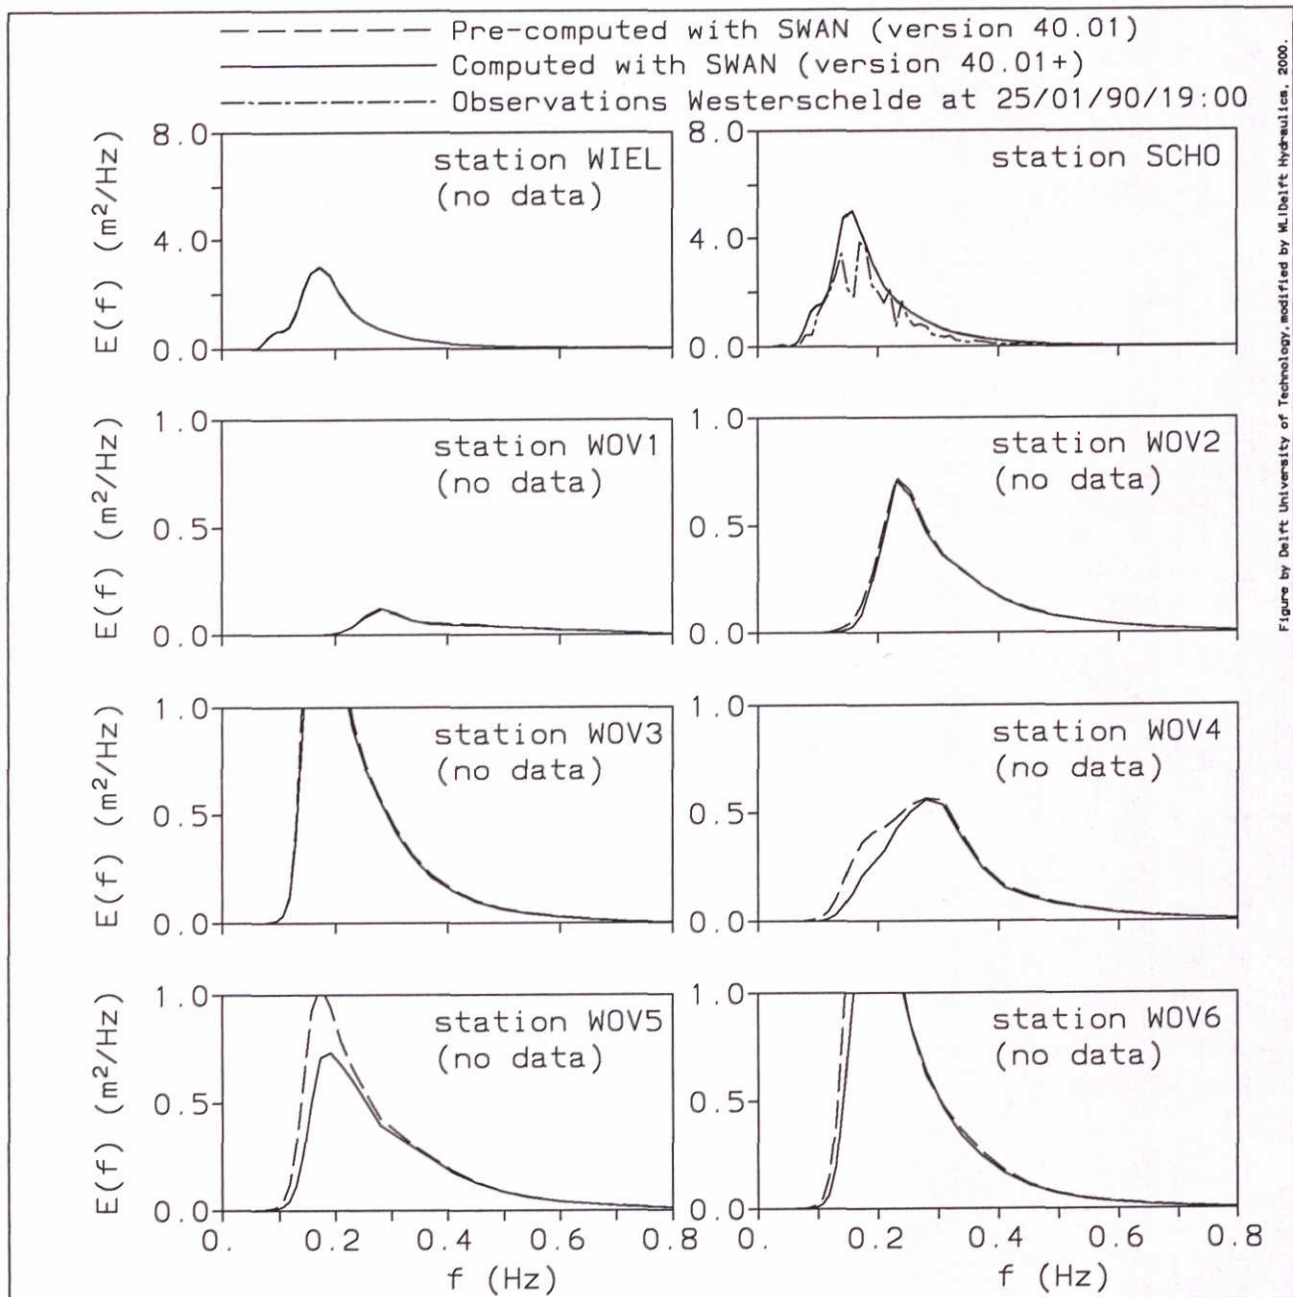 Pre-computed with SWAN (version 40.01)
Computed with SWAN (version 40.01+)
Observations Westerschelde at 25/01/90/19:00
E(f) (m²/Hz)
8.0
4.0
0.0
station WIEL
(no data)
8.0
4.0
0.0
station SCHO
E(f) (m²/Hz)
1.0
0.5
0.0
station WOV1
(no data)
1.0
0.5
0.0
station WOV2
(no data)
E(f) (m²/Hz)
1.0
0.5
0.0
station WOV3
(no data)
1.0
0.5
0.0
station WOV4
(no data)
E(f) (m²/Hz)
1.0
0.5
0.0
station WOV5
(no data)
0. 0.2 0.4 0.6 0.8
f (Hz)
1.0
0.5
0.0
station WOV6
(no data)
0. 0.2 0.4 0.6 0.8
f (Hz)
Figure by Delft University of Technology, modified by WL|Delft Hydraulics, 2000.